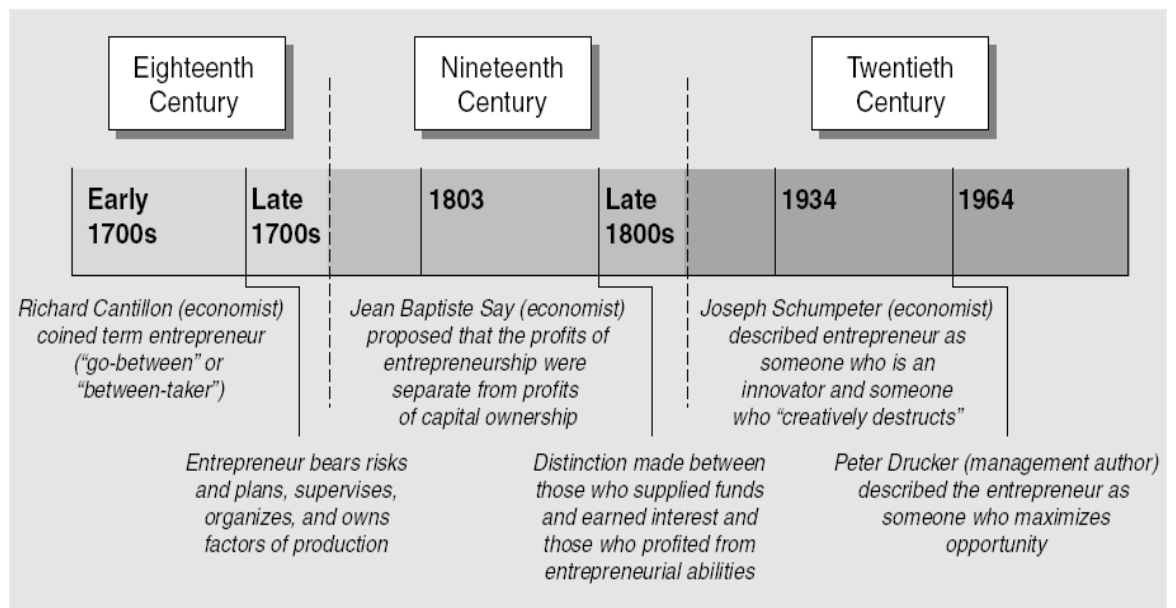 Eighteenth
Century
Nineteenth
Century
Twentieth
Century
Early
1700s
Late
1700s
1803
Late
1800s
1934
1964
Richard Cantillon (economist)
coined term entrepreneur
(“go-between” or
“between-taker”)
Jean Baptiste Say (economist)
proposed that the profits of
entrepreneurship were
separate from profits
of capital ownership
Joseph Schumpeter (economist)
described entrepreneur as
someone who is an
innovator and someone
who “creatively destructs”
Entrepreneur bears risks
and plans, supervises,
organizes, and owns
factors of production
Distinction made between
those who supplied funds
and earned interest and
those who profited from
entrepreneurial abilities
Peter Drucker (management author)
described the entrepreneur as
someone who maximizes
opportunity